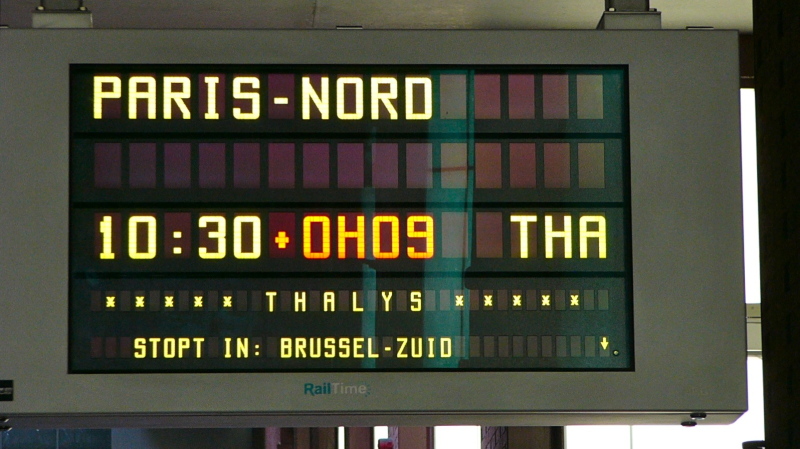 PARIS-NORD
10:30+0H09 THA
* * * * * THALYS * * * * *
STOPT IN: BRUSSEL-ZUID ↓
RailTime